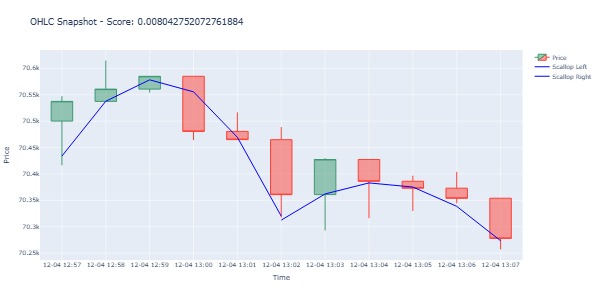 OHLC Snapshot - Score: 0.008042752072761884
Price
Scallop Left
Scallop Right
70.6k
70.55k
70.5k
70.45k
70.4k
70.35k
70.3k
70.25k
Price
12-04 12:57
12-04 12:58
12-04 12:59
12-04 13:00
12-04 13:01
12-04 13:02
12-04 13:03
12-04 13:04
12-04 13:05
12-04 13:06
12-04 13:07
Time